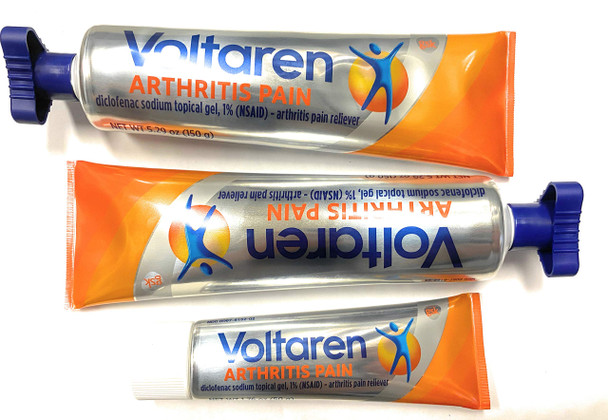 Voltaren
ARTHRITIS PAIN
diclofenac sodium topical gel, 1% (NSAID) - arthritis pain reliever
NET WT 5.29 oz (150 g)
gsk
Voltaren
ARTHRITIS PAIN
diclofenac sodium topical gel, 1% (NSAID) - arthritis pain reliever
gsk
Voltaren
ARTHRITIS PAIN
diclofenac sodium topical gel, 1% (NSAID) - arthritis pain reliever